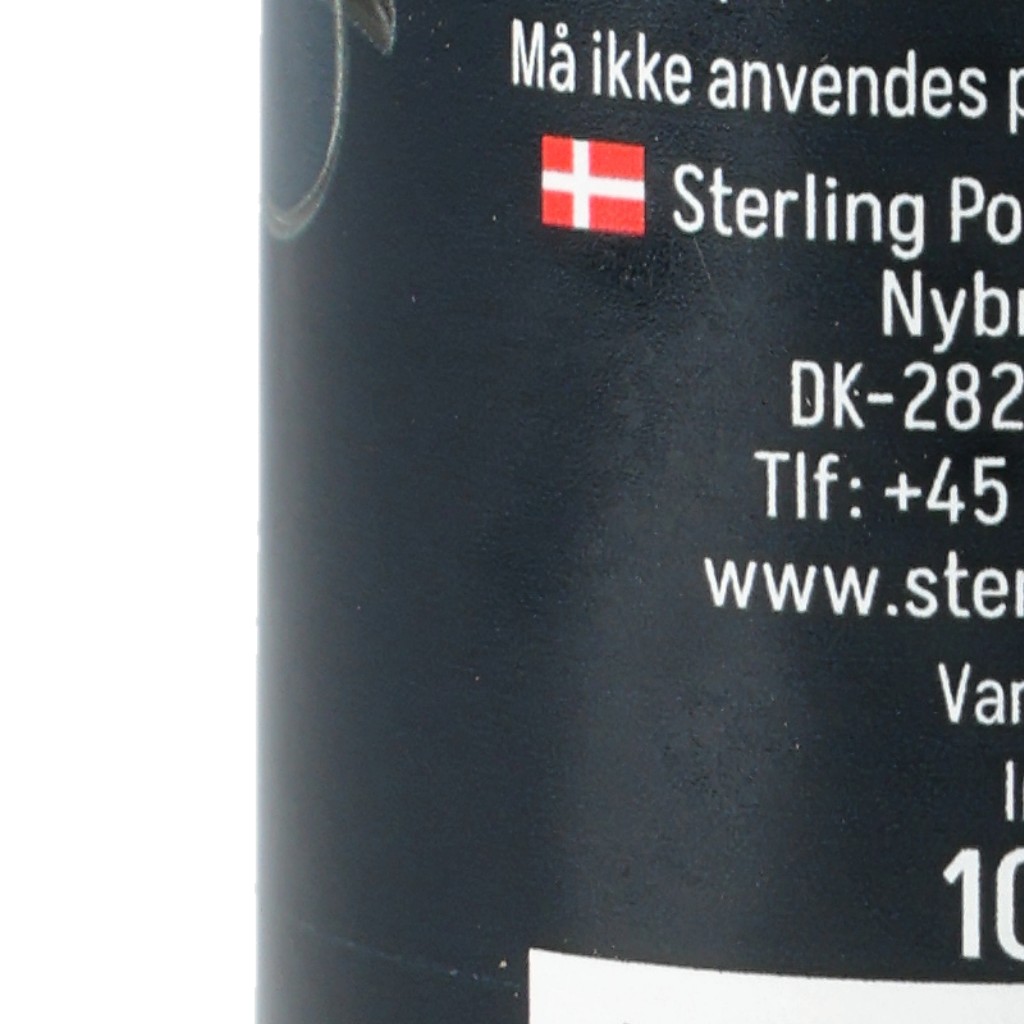 Må ikke anvendes p
Sterling Po
Nybr
DK-282
Tlf: +45
www.ster
Var
10